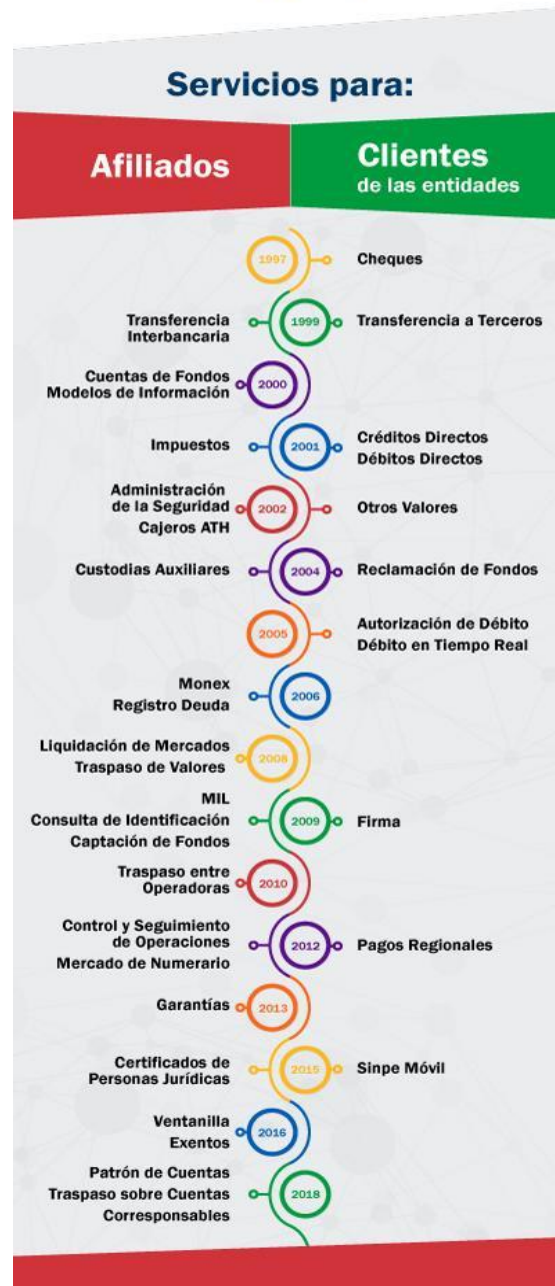 Servicios para:
Afiliados
Clientes
de las entidades
1997
Cheques
Transferencia
Interbancaria
1999
Transferencia a Terceros
Cuentas de Fondos
Modelos de Información
2000
Impuestos
2001
Créditos Directos
Débitos Directos
Administración
de la Seguridad
Cajeros ATH
2002
Otros Valores
Custodias Auxiliares
2004
Reclamación de Fondos
2005
Autorización de Débito
Débito en Tiempo Real
Monex
Registro Deuda
2006
Liquidación de Mercados
Traspaso de Valores
2008
MIL
Consulta de Identificación
Captación de Fondos
2009
Firma
Traspaso entre
Operadoras
2010
Control y Seguimiento
de Operaciones
Mercado de Numerario
2012
Pagos Regionales
Garantías
2013
Certificados de
Personas Jurídicas
2015
Sinpe Móvil
Ventanilla
Exentos
2016
Patrón de Cuentas
Traspaso sobre Cuentas
Corresponsables
2018